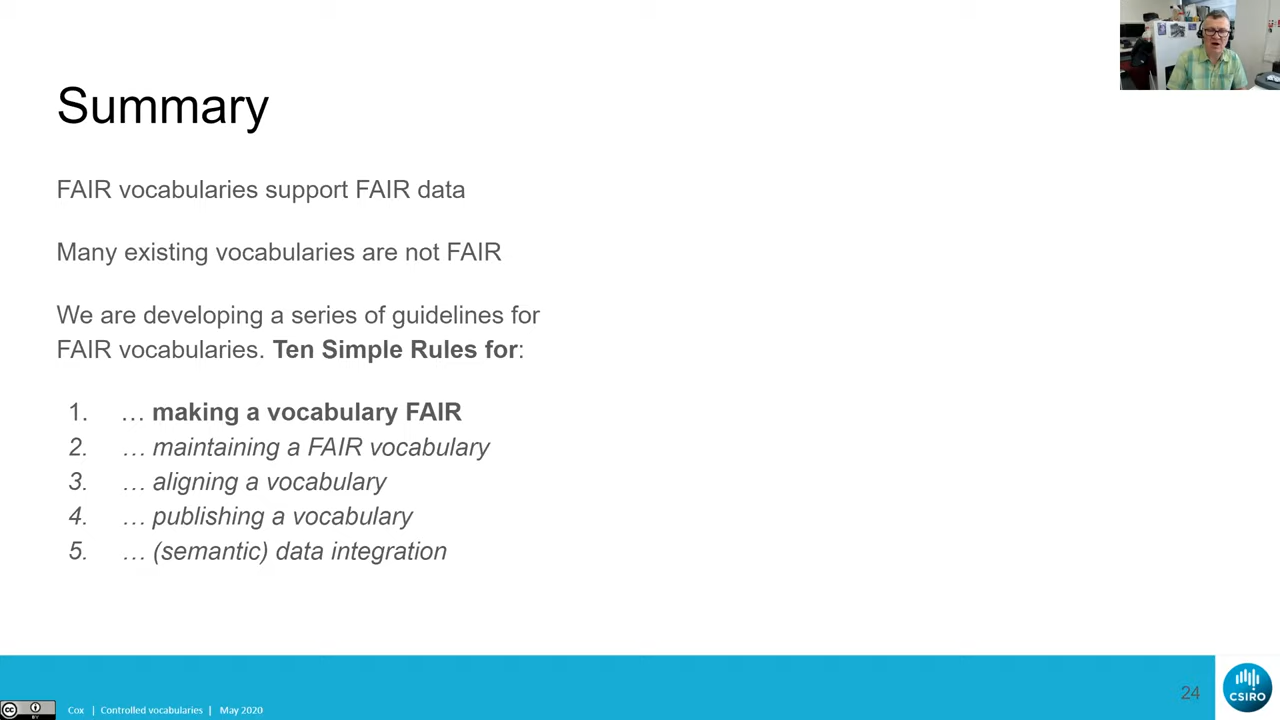 Summary
FAIR vocabularies support FAIR data
Many existing vocabularies are not FAIR
We are developing a series of guidelines for
FAIR vocabularies. Ten Simple Rules for:
1. … making a vocabulary FAIR
2. … maintaining a FAIR vocabulary
3. … aligning a vocabulary
4. … publishing a vocabulary
5. … (semantic) data integration
24
CSIRO
cc BY
Cox | Controlled vocabularies | May 2020